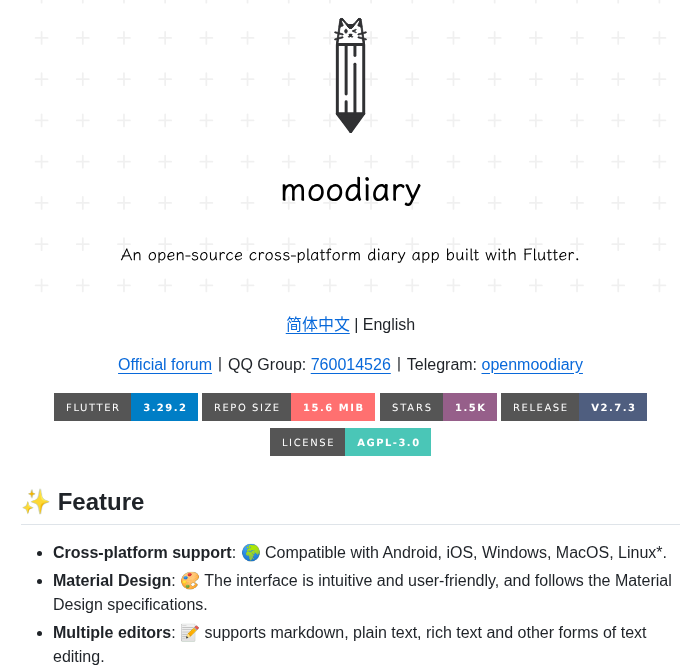 moodiary
An open-source cross-platform diary app built with Flutter.
简体中文 | English
Official forum | QQ Group: 760014526 | Telegram: openmoodiary
FLUTTER 3.29.2 REPO SIZE 15.6 MIB STARS 1.5K RELEASE V2.7.3
LICENSE AGPL-3.0
✨ Feature
• Cross-platform support: 🌍 Compatible with Android, iOS, Windows, MacOS, Linux*.
• Material Design: 🎨 The interface is intuitive and user-friendly, and follows the Material
Design specifications.
• Multiple editors: 📝 supports markdown, plain text, rich text and other forms of text
editing.